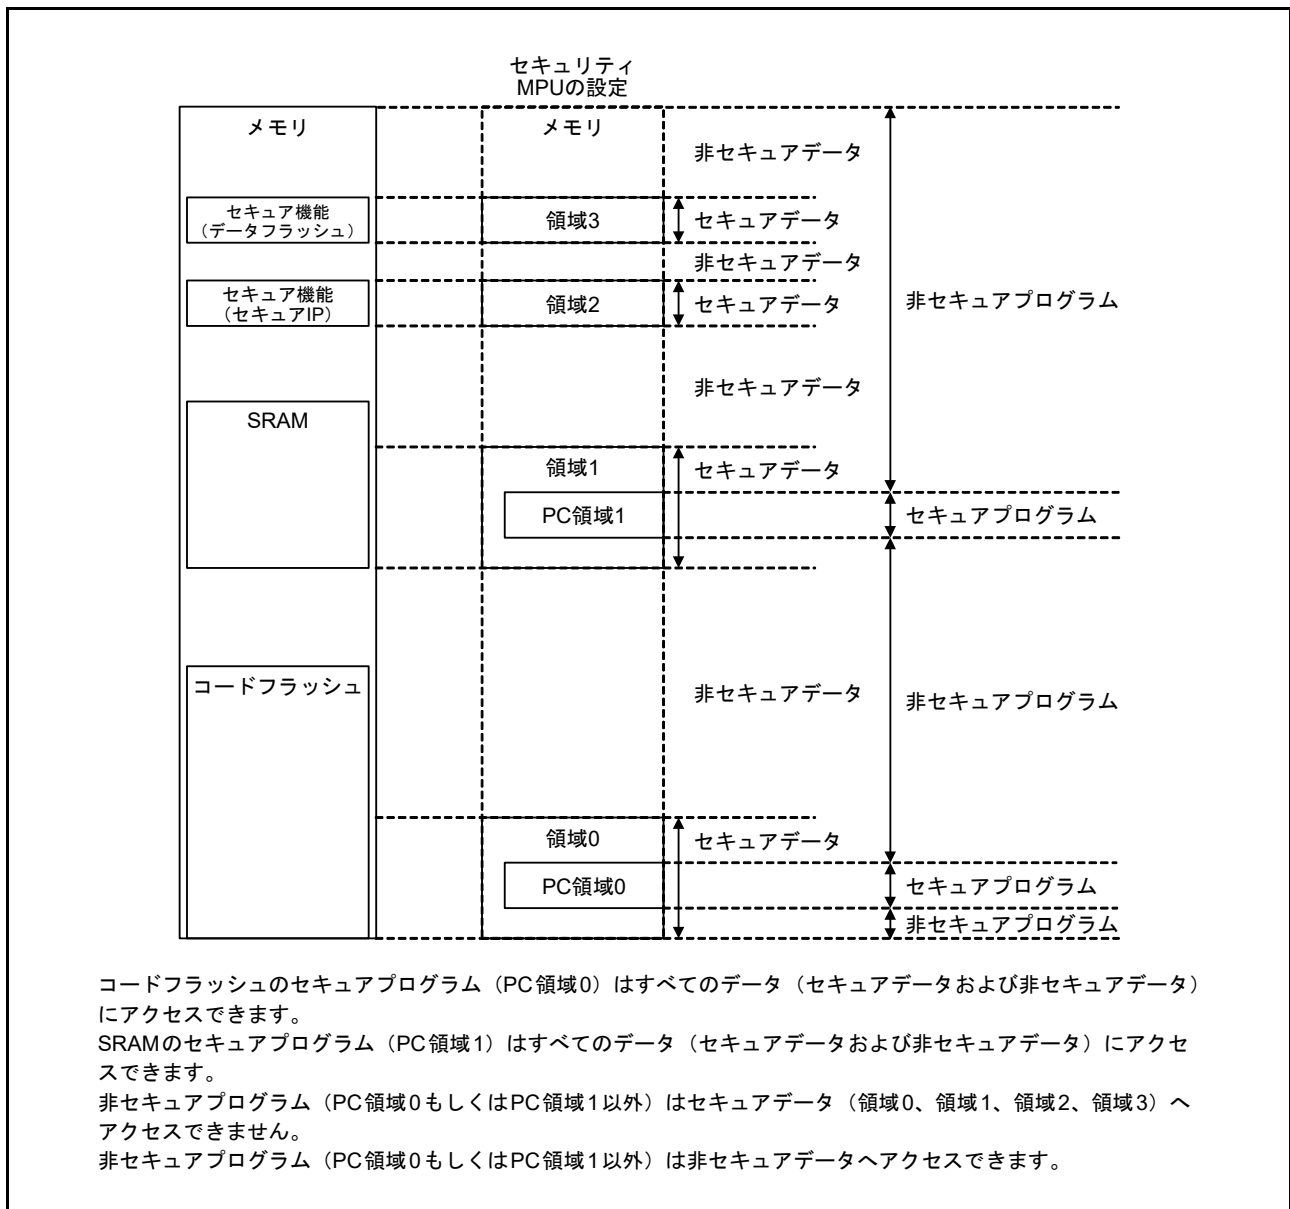 セキュリティ
MPUの設定
メモリ
メモリ
非セキュアデータ
セキュア機能
（データフラッシュ）
領域3
セキュアデータ
非セキュアデータ
セキュア機能
（セキュアIP）
領域2
セキュアデータ
非セキュアプログラム
非セキュアデータ
SRAM
領域1
セキュアデータ
PC領域1
セキュアプログラム
コードフラッシュ
非セキュアデータ
非セキュアプログラム
領域0
セキュアデータ
PC領域0
セキュアプログラム
非セキュアプログラム
コードフラッシュのセキュアプログラム（PC領域0）はすべてのデータ（セキュアデータおよび非セキュアデータ）
にアクセスできます。
SRAMのセキュアプログラム（PC領域1）はすべてのデータ（セキュアデータおよび非セキュアデータ）にアクセ
スできます。
非セキュアプログラム（PC領域0もしくはPC領域1以外）はセキュアデータ（領域0、領域1、領域2、領域3）へ
アクセスできません。
非セキュアプログラム（PC領域0もしくはPC領域1以外）は非セキュアデータへアクセスできます。